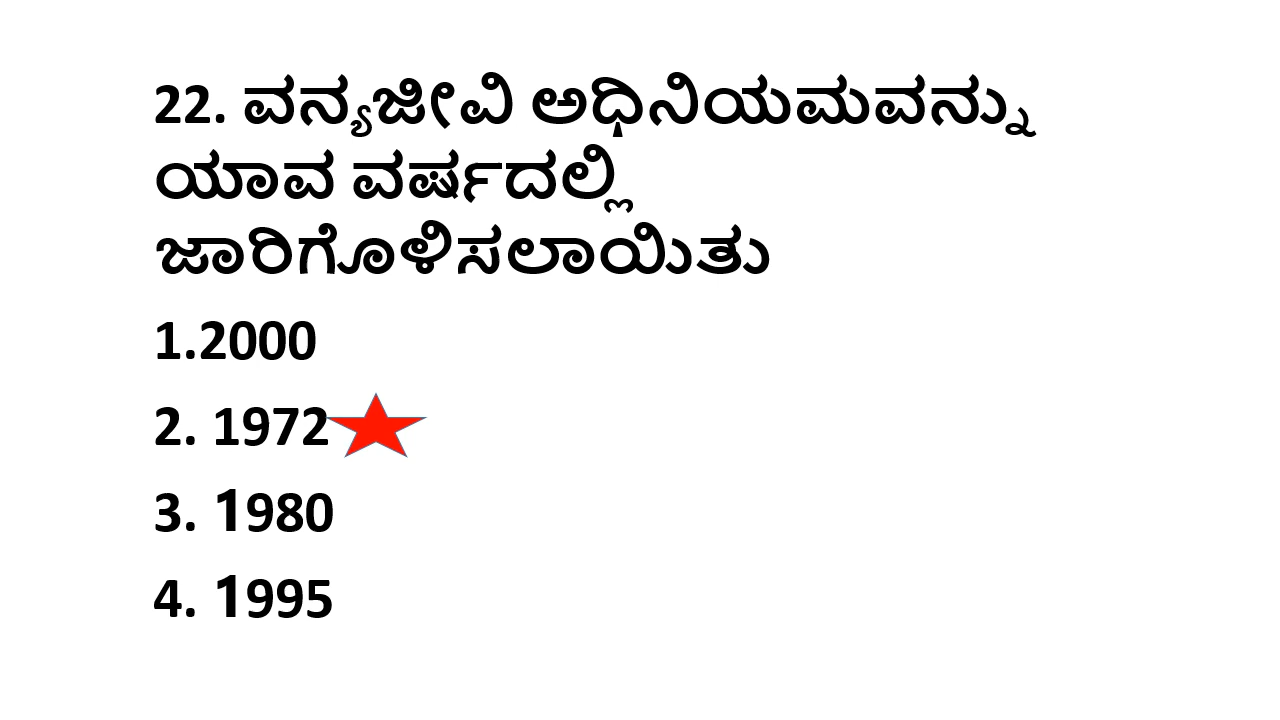 22. ವನ್ಯಜೀವಿ ಅಧಿನಿಯಮವನ್ನು
ಯಾವ ವರ್ಷದಲ್ಲಿ
ಜಾರಿಗೊಳಿಸಲಾಯಿತು
1.2000
2. 1972
3. 1980
4. 1995